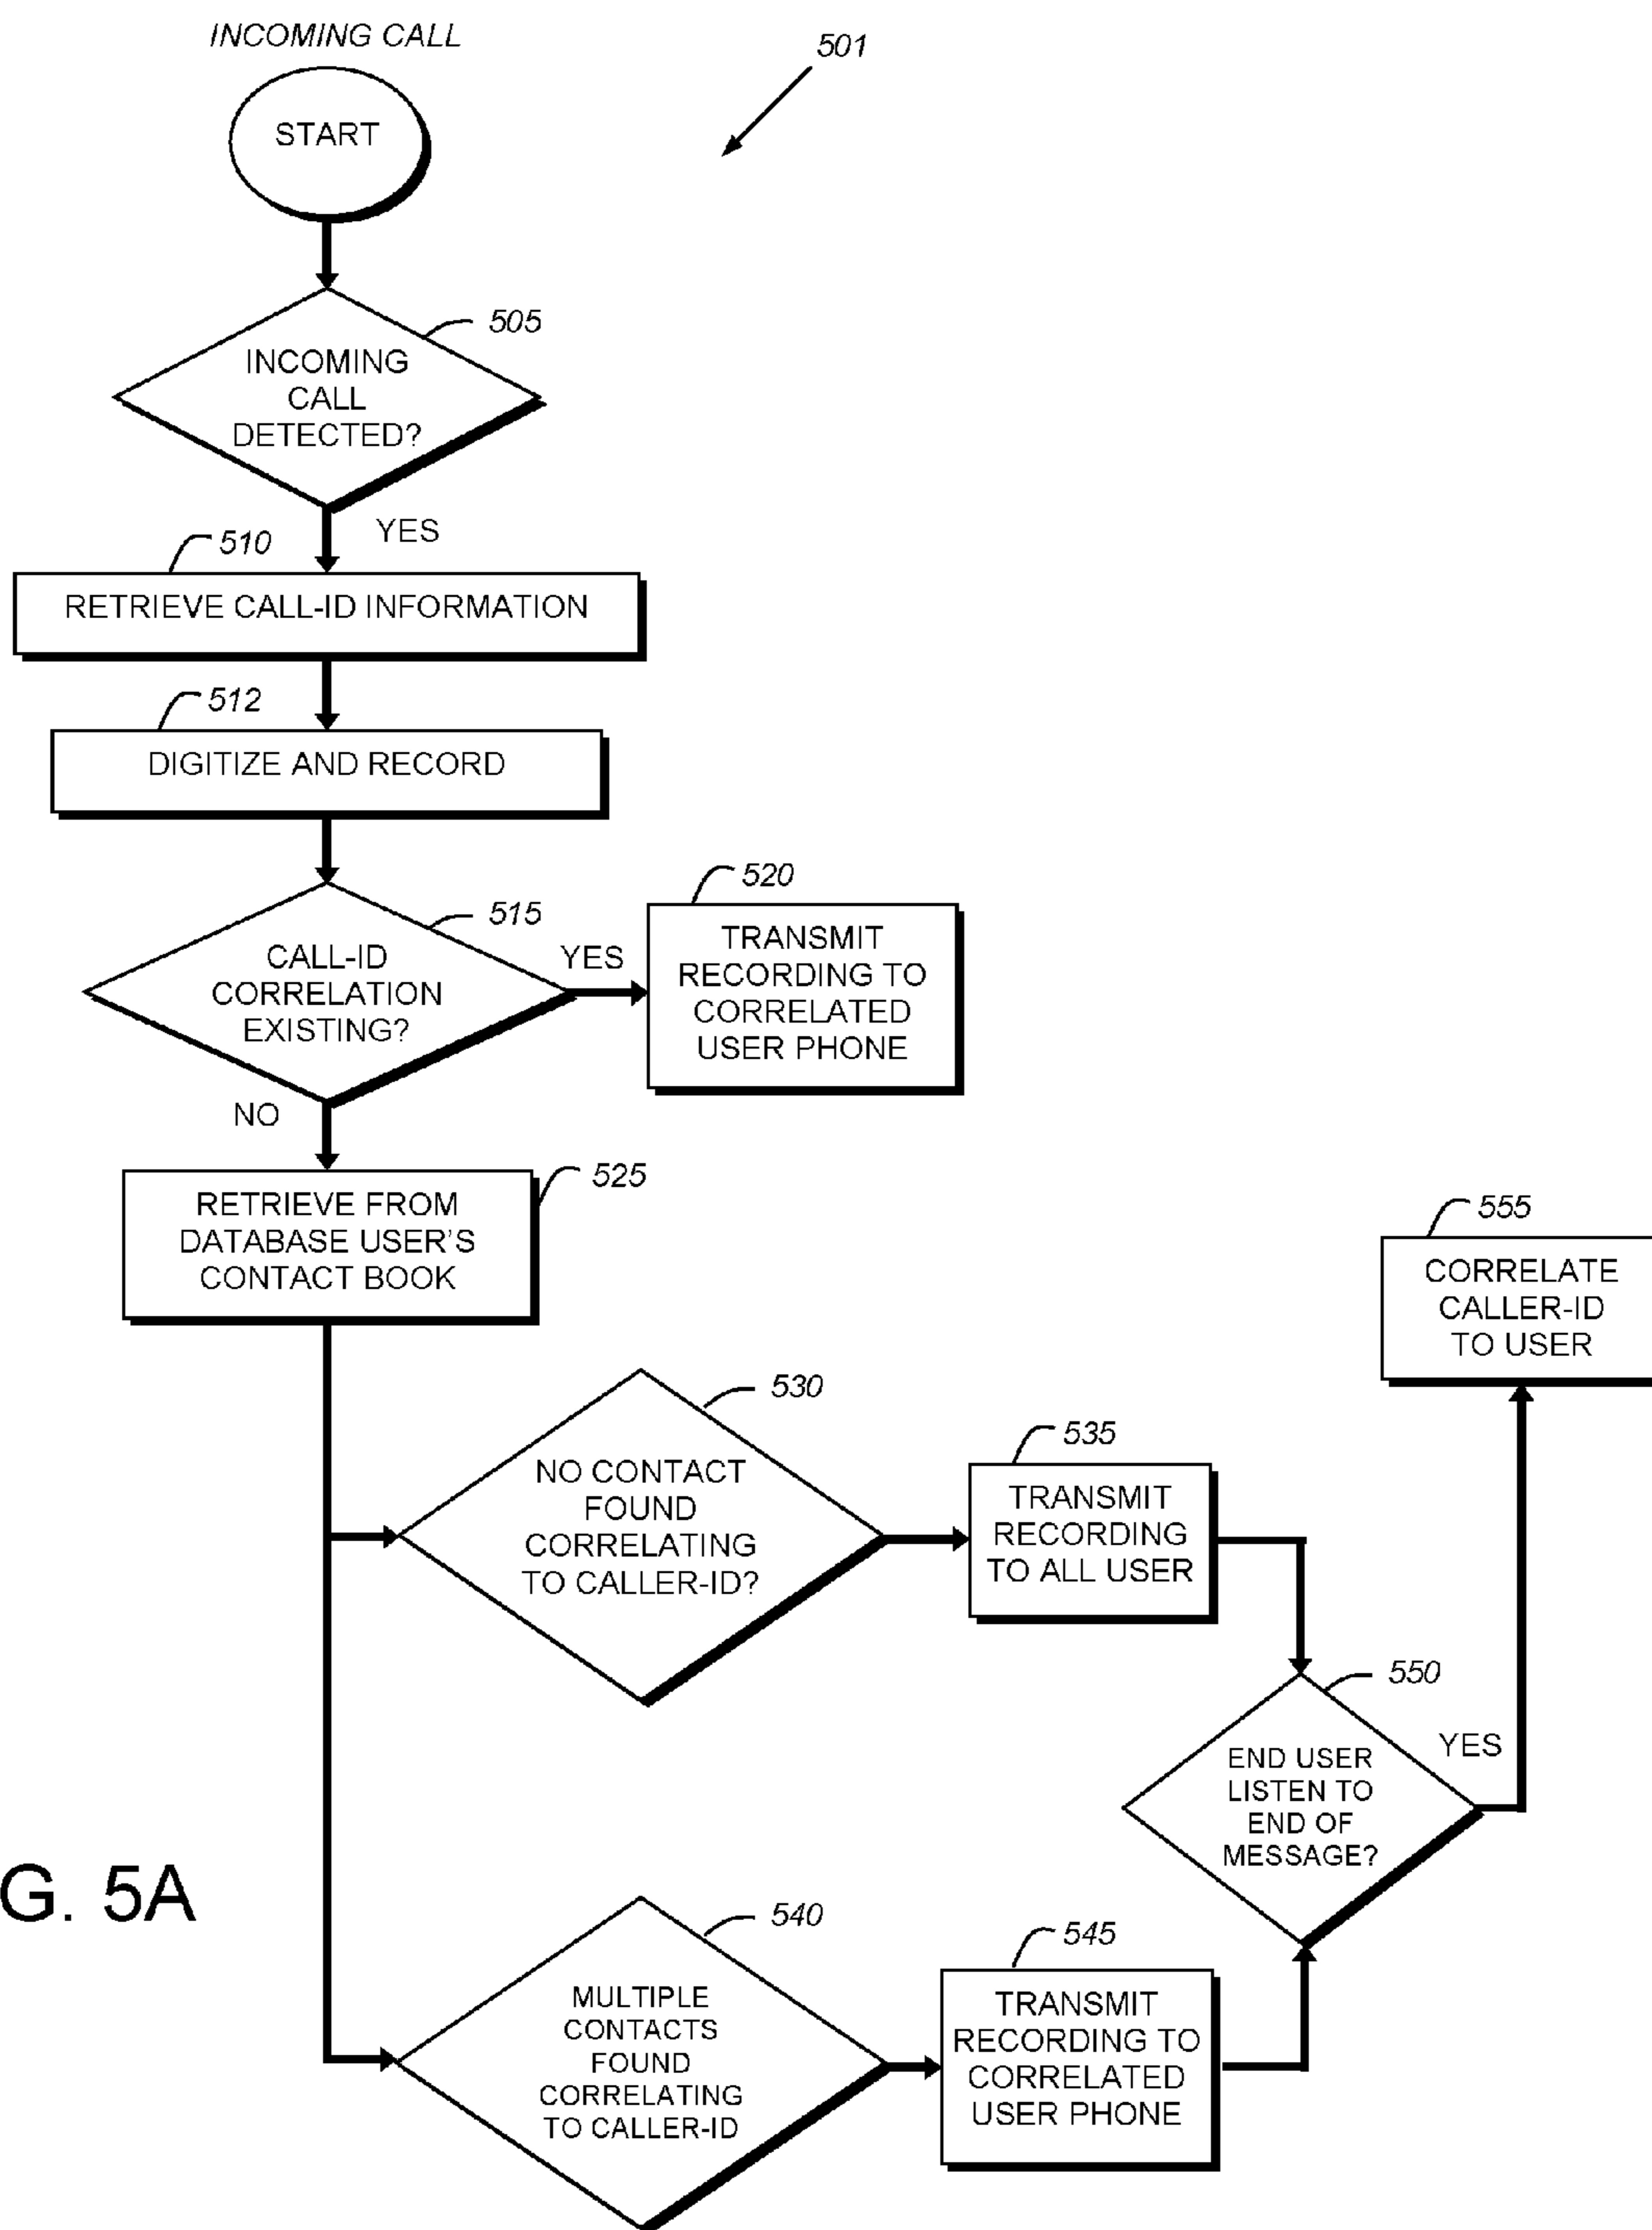 INCOMING CALL
501
START
505
INCOMING
CALL
DETECTED?
YES
510
RETRIEVE CALL-ID INFORMATION
512
DIGITIZE AND RECORD
515
CALL-ID
CORRELATION
EXISTING?
YES
520
TRANSMIT
RECORDING TO
CORRELATED
USER PHONE
NO
525
RETRIEVE FROM
DATABASE USER'S
CONTACT BOOK
530
NO CONTACT
FOUND
CORRELATING
TO CALLER-ID?
535
TRANSMIT
RECORDING
TO ALL USER
540
MULTIPLE
CONTACTS
FOUND
CORRELATING
TO CALLER-ID
545
TRANSMIT
RECORDING TO
CORRELATED
USER PHONE
550
END USER
LISTEN TO
END OF
MESSAGE?
YES
555
CORRELATE
CALLER-ID
TO USER
G. 5A